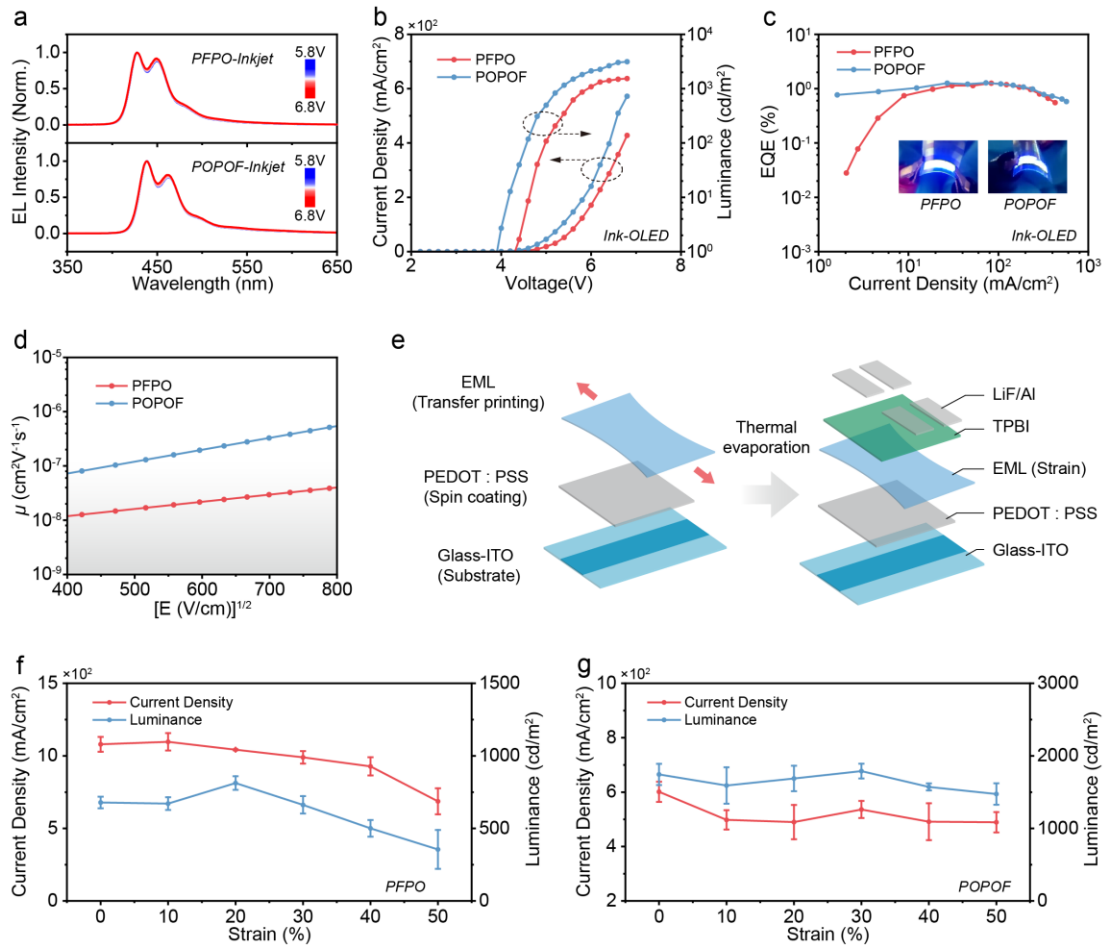 a
EL Intensity (Norm.)
1.0
0.5
0.0
PFPO-Inkjet
5.8V
6.8V
1.0
0.5
0.0
POPOF-Inkjet
5.8V
6.8V
350 450 550 650
Wavelength (nm)
b
×10²
Current Density (mA/cm²)
8
6
4
2
0
PFPO
POPOF
Ink-OLED
10⁴
10³
10²
10¹
10⁰
Luminance (cd/m²)
2 4 6 8
Voltage(V)
c
EQE (%)
10²
10¹
10⁰
10⁻¹
10⁻²
10⁻³
PFPO
POPOF
PFPO POPOF
Ink-OLED
10⁰ 10¹ 10² 10³
Current Density (mA/cm²)
d
μ (cm²V⁻¹s⁻¹)
10⁻⁵
10⁻⁶
10⁻⁷
10⁻⁸
10⁻⁹
PFPO
POPOF
400 500 600 700 800
[E (V/cm)]¹/²
e
EML
(Transfer printing)
PEDOT : PSS
(Spin coating)
Glass-ITO
(Substrate)
Thermal
evaporation
LiF/Al
TPBI
EML (Strain)
PEDOT : PSS
Glass-ITO
f
×10²
Current Density (mA/cm²)
15
10
5
0
Current Density
Luminance
PFPO
1500
1000
500
0
Luminance (cd/m²)
0 10 20 30 40 50
Strain (%)
g
×10²
Current Density (mA/cm²)
10
8
6
4
2
Current Density
Luminance
POPOF
3000
2000
1000
0
Luminance (cd/m²)
0 10 20 30 40 50
Strain (%)